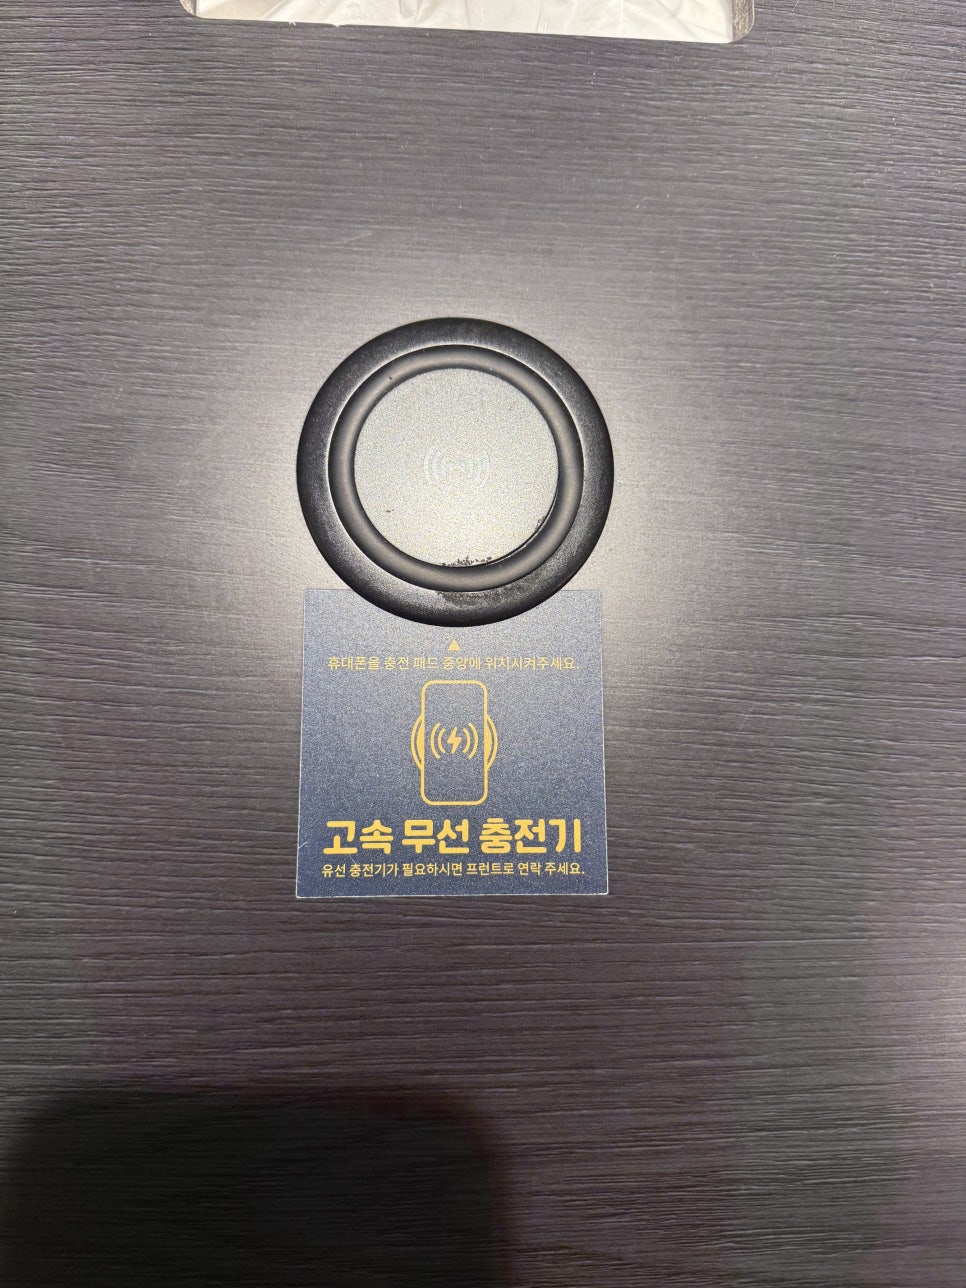 휴대폰을 충전 패드 중앙에 위치시켜주세요.
고속 무선 충전기
유선 충전기가 필요하시면 프런트로 연락 주세요.